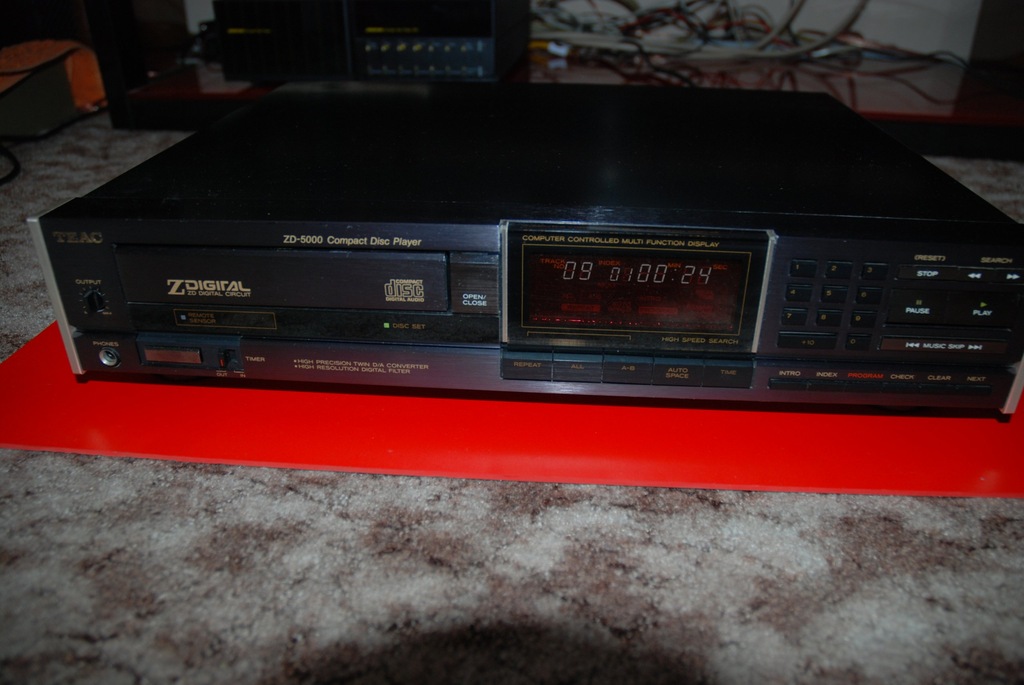 TEAC
ZD-5000 Compact Disc Player
COMPUTER CONTROLLED MULTI FUNCTION DISPLAY
TRACK INDEX MIN SEC
09 01 00:24
HIGH SPEED SEARCH
OUTPUT
Z DIGITAL
ZD DIGITAL CIRCUIT
COMPACT
disc
DIGITAL AUDIO
OPEN/
CLOSE
REMOTE
SENSOR
DISC SET
PHONES
TIMER
OUT IN
•HIGH PRECISION TWIN D/A CONVERTER
•HIGH RESOLUTION DIGITAL FILTER
REPEAT ALL A-B AUTO SPACE TIME
1 2 3
4 5 6
7 8 9
+10 0
(RESET) SEARCH
STOP ◀◀ ▶▶
PAUSE PLAY
⏮ MUSIC SKIP ⏭
INTRO INDEX PROGRAM CHECK CLEAR NEXT